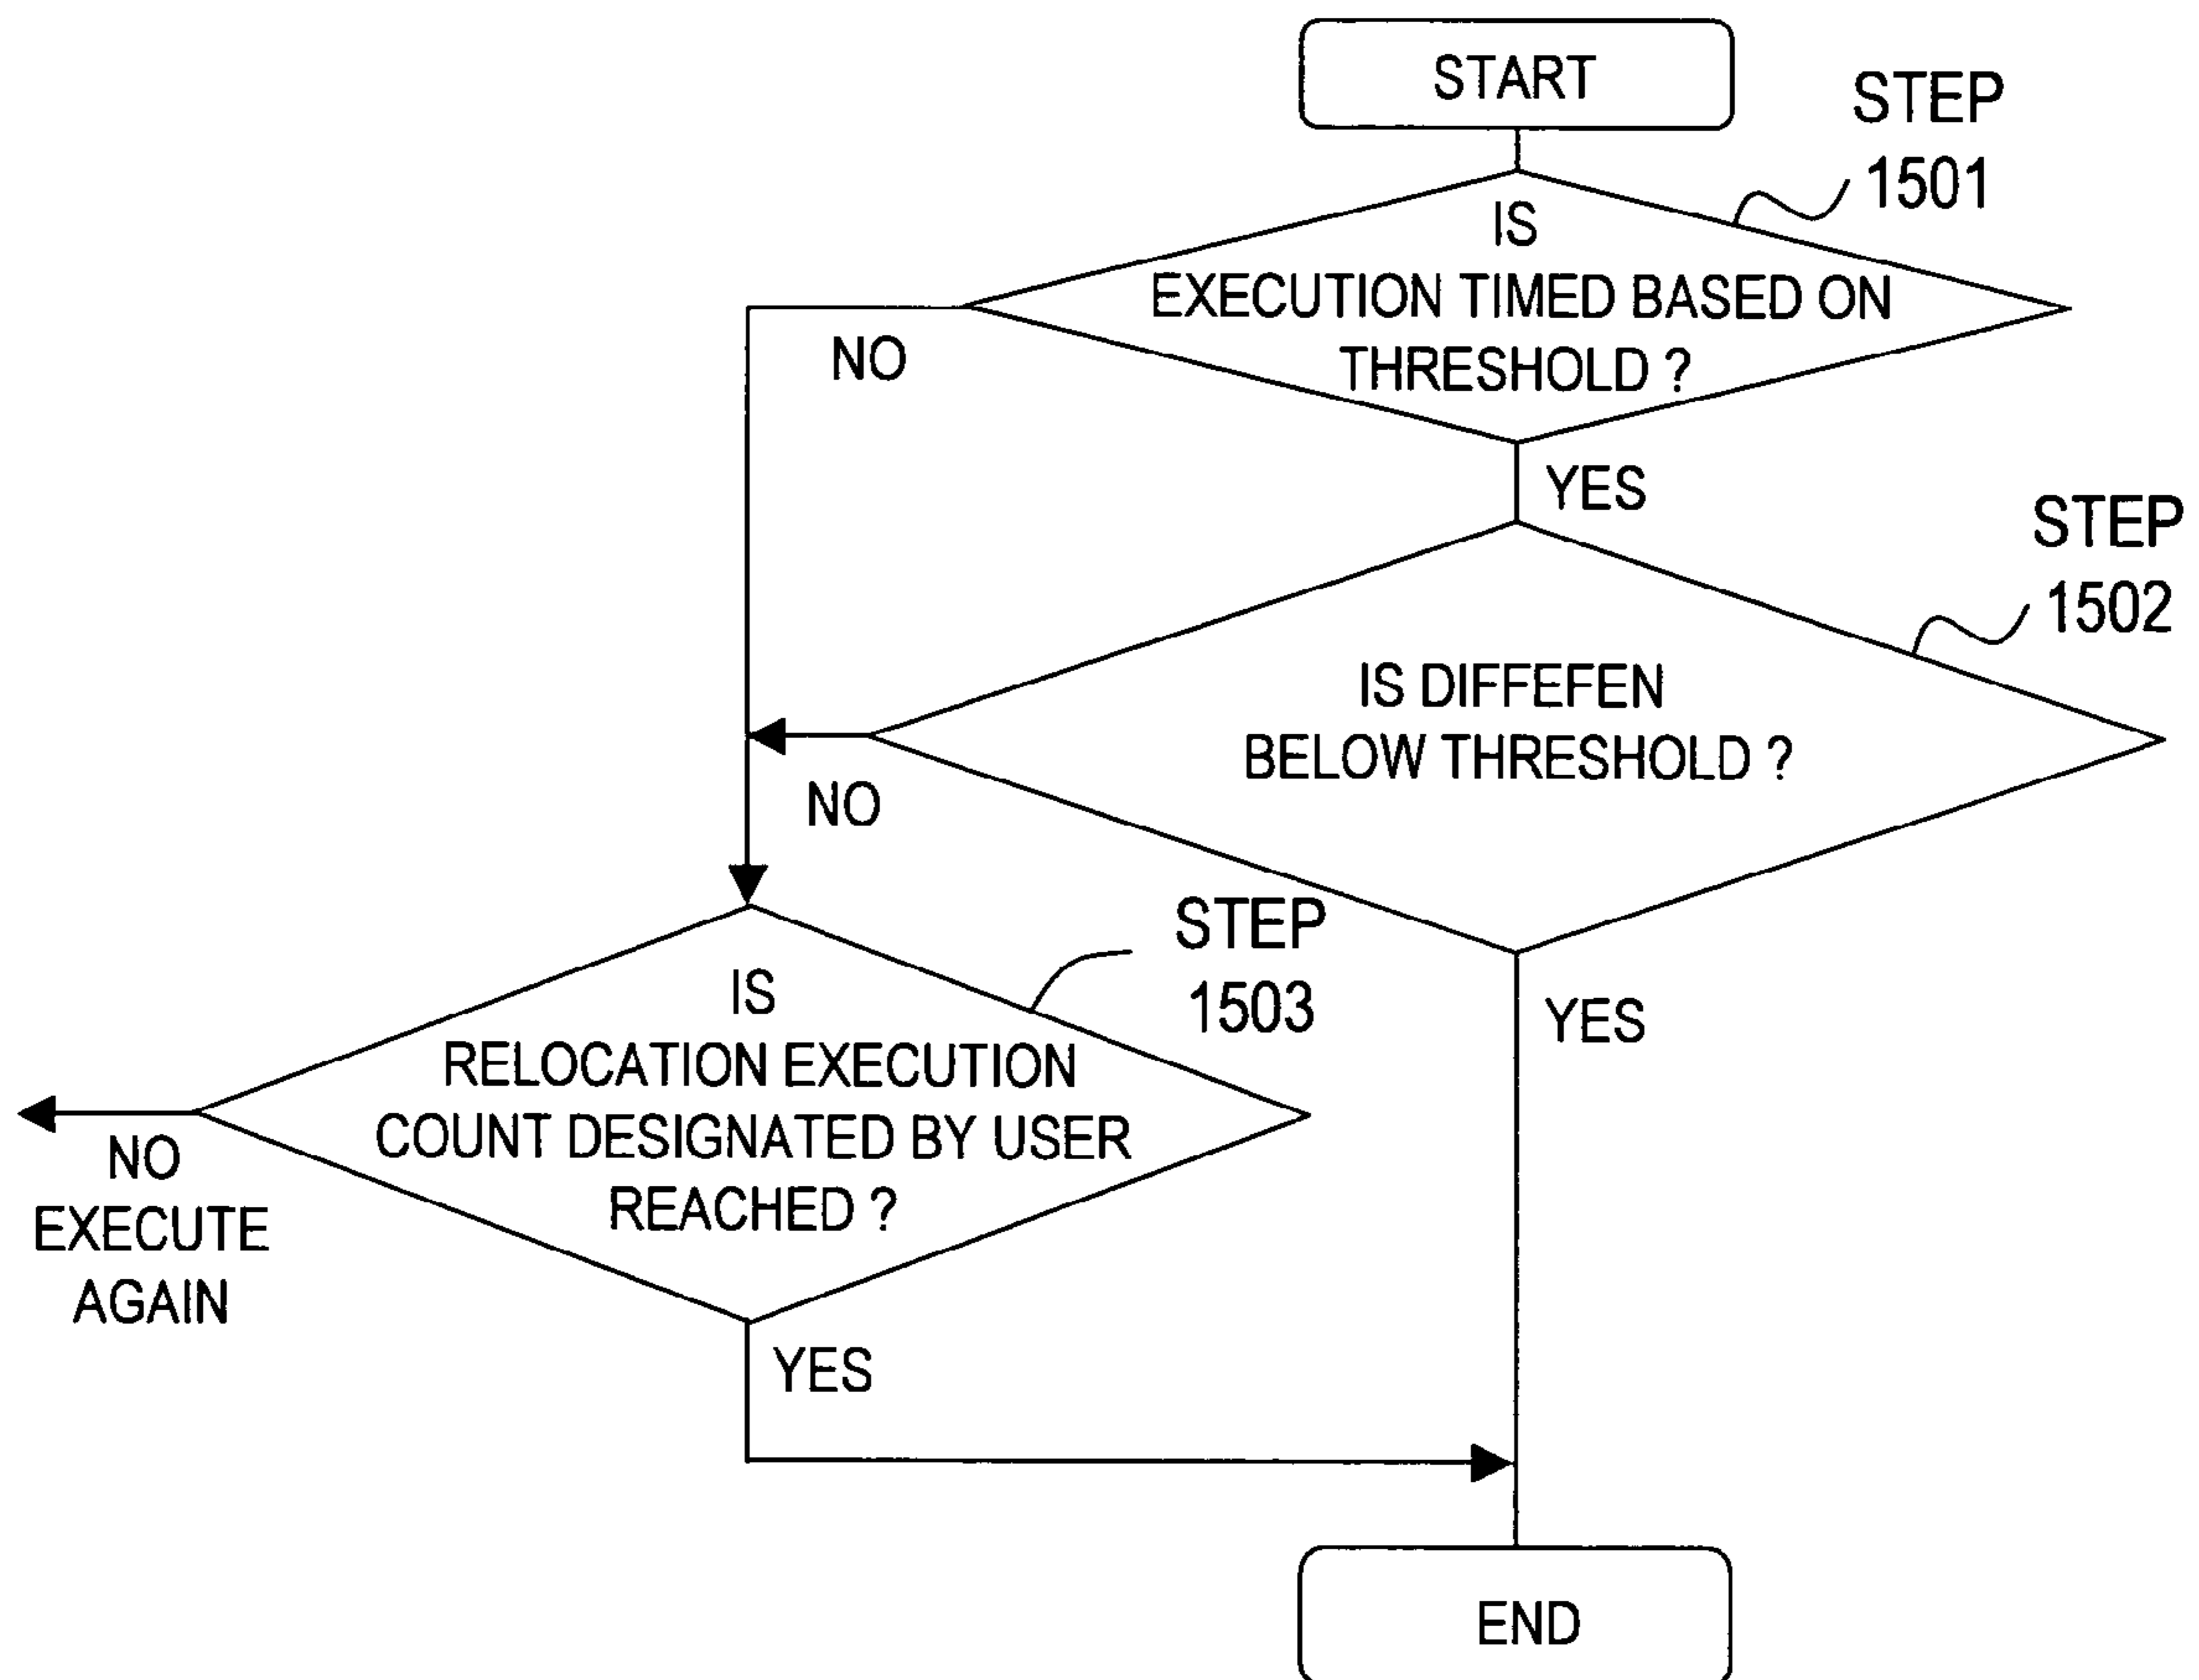 START
STEP
1501
IS
EXECUTION TIMED BASED ON
THRESHOLD ?
NO
YES
STEP
1502
IS DIFFEFEN
BELOW THRESHOLD ?
NO
STEP
1503
YES
IS
RELOCATION EXECUTION
COUNT DESIGNATED BY USER
REACHED ?
NO
EXECUTE
AGAIN
YES
END